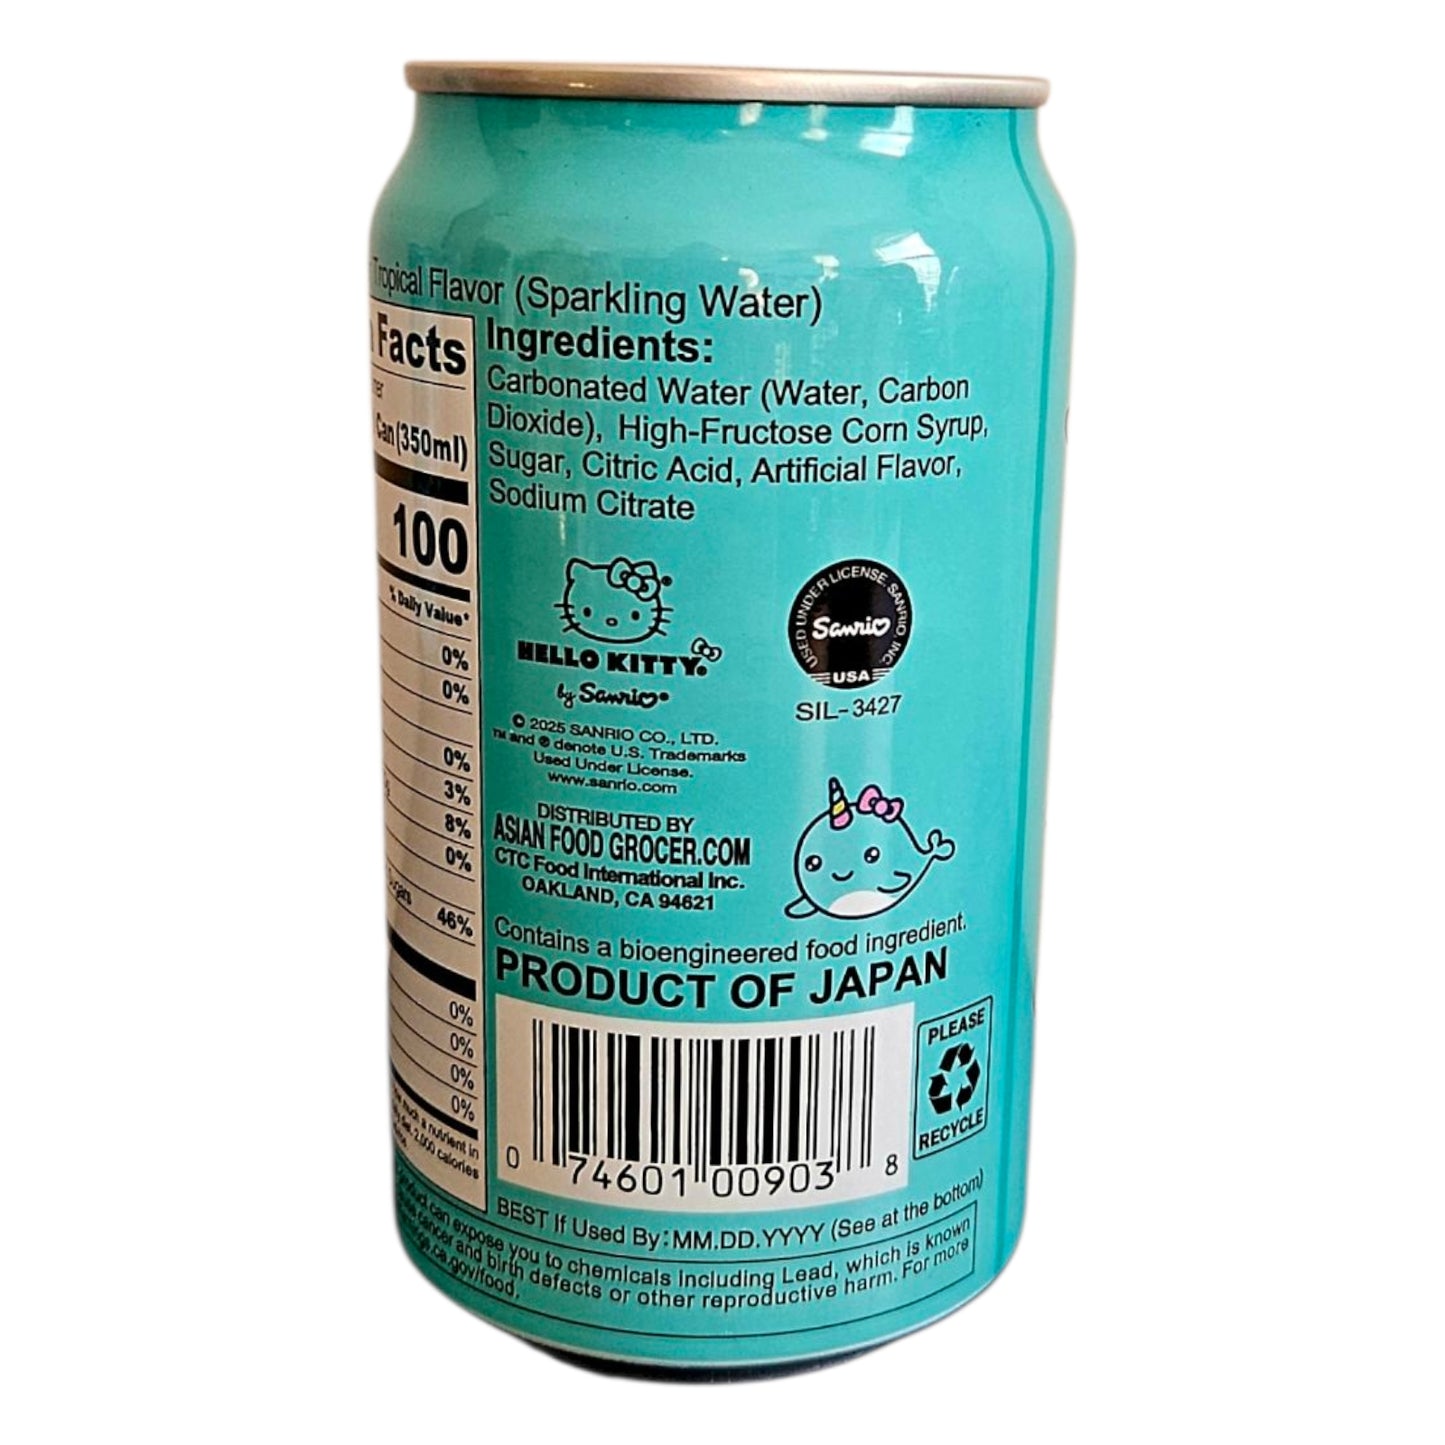 Tropical Flavor (Sparkling Water)
Facts
Can (350ml)
100
% Daily Value*
0%
0%
0%
3%
8%
0%
46%
0%
0%
0%
0%
much a nutrient in
2,000 calories
Ingredients:
Carbonated Water (Water, Carbon
Dioxide), High-Fructose Corn Syrup,
Sugar, Citric Acid, Artificial Flavor,
Sodium Citrate
HELLO KITTY®
by Sanrio®
© 2025 SANRIO CO., LTD.
TM and ® denote U.S. Trademarks
Used Under License.
www.sanrio.com
USED UNDER LICENSE. SANRIO, INC.
Sanrio
USA
SIL-3427
DISTRIBUTED BY
ASIAN FOOD GROCER.COM
CTC Food International Inc.
OAKLAND, CA 94621
Contains a bioengineered food ingredient.
PRODUCT OF JAPAN
0 74601 00903 8
PLEASE
RECYCLE
BEST If Used By:MM.DD.YYYY (See at the bottom)
can expose you to chemicals including Lead, which is known
cancer and birth defects or other reproductive harm. For more
.ca.gov/food.